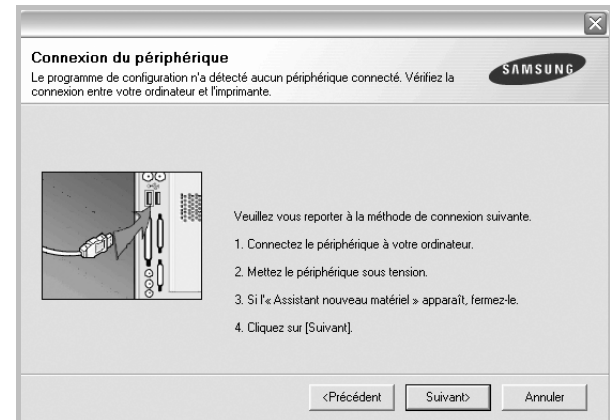 Connexion du périphérique
Le programme de configuration n'a détecté aucun périphérique connecté. Vérifiez la
connexion entre votre ordinateur et l'imprimante.
SAMSUNG
Veuillez vous reporter à la méthode de connexion suivante.
1. Connectez le périphérique à votre ordinateur.
2. Mettez le périphérique sous tension.
3. Si l'« Assistant nouveau matériel » apparaît, fermez-le.
4. Cliquez sur [Suivant].
<Précédent
Suivant>
Annuler